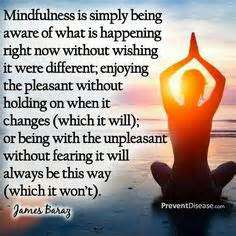 Mindfulness is simply being
aware of what is happening
right now without wishing
it were different; enjoying
the pleasant without
holding on when it
changes (which it will);
or being with the unpleasant
without fearing it will
always be this way
(which it won't).
James Baraz
PreventDisease.com